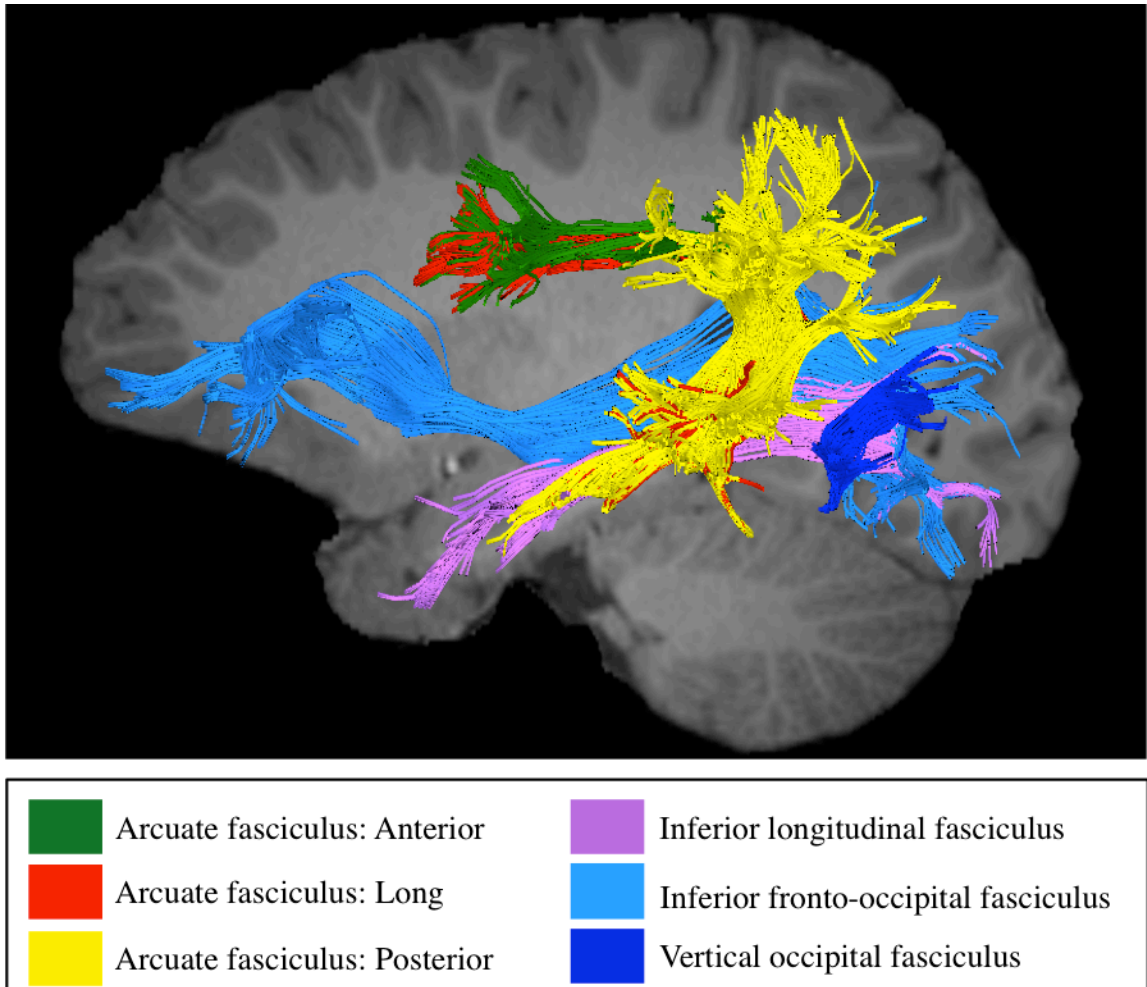 Arcuate fasciculus: Anterior
Arcuate fasciculus: Long
Arcuate fasciculus: Posterior
Inferior longitudinal fasciculus
Inferior fronto-occipital fasciculus
Vertical occipital fasciculus